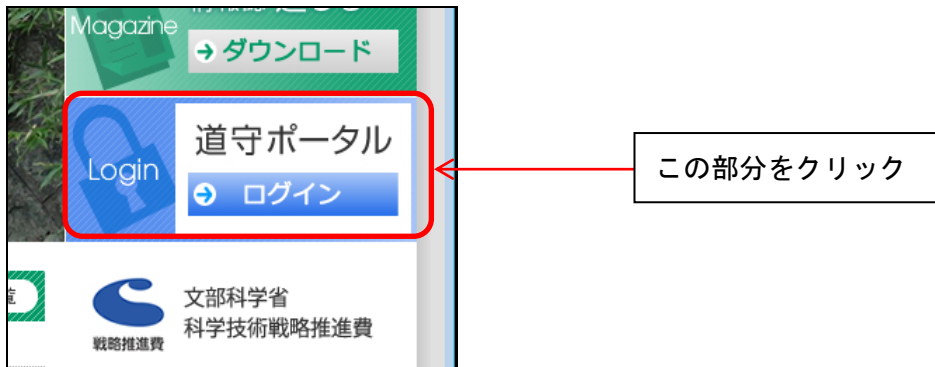 Magazine
ダウンロード
道守ポータル
Login
ログイン
この部分をクリック
文部科学省
科学技術戦略推進費
戦略推進費